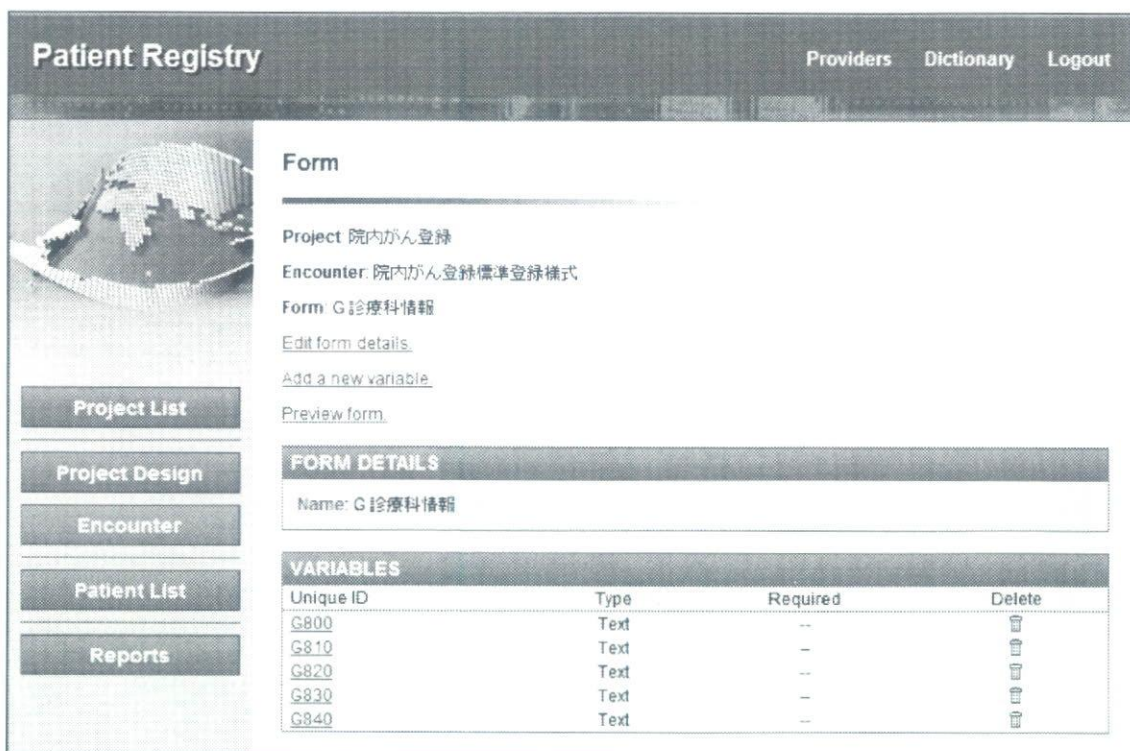 Patient Registry
Providers Dictionary Logout
Form
Project: 院内がん登録
Encounter: 院内がん登録標準登録様式
Form: G 診療科情報
Edit form details.
Add a new variable.
Preview form.
Project List
Project Design
Encounter
Patient List
Reports
FORM DETAILS
Name: G 診療科情報
VARIABLES
Unique ID Type Required Delete
G800 Text --
G810 Text --
G820 Text --
G830 Text --
G840 Text --